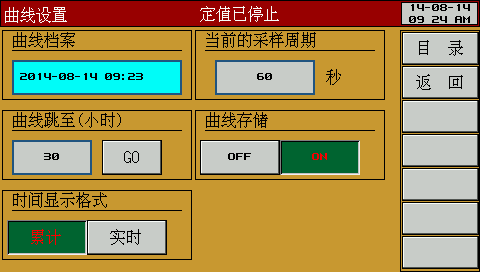 曲线设置 定值已停止 14-08-14
09 24 AM
曲线档案 当前的采样周期 目 录
2014-08-14 09:23 60 秒 返 回
曲线跳至(小时) 曲线存储
30 GO OFF ON
时间显示格式
累计 实时